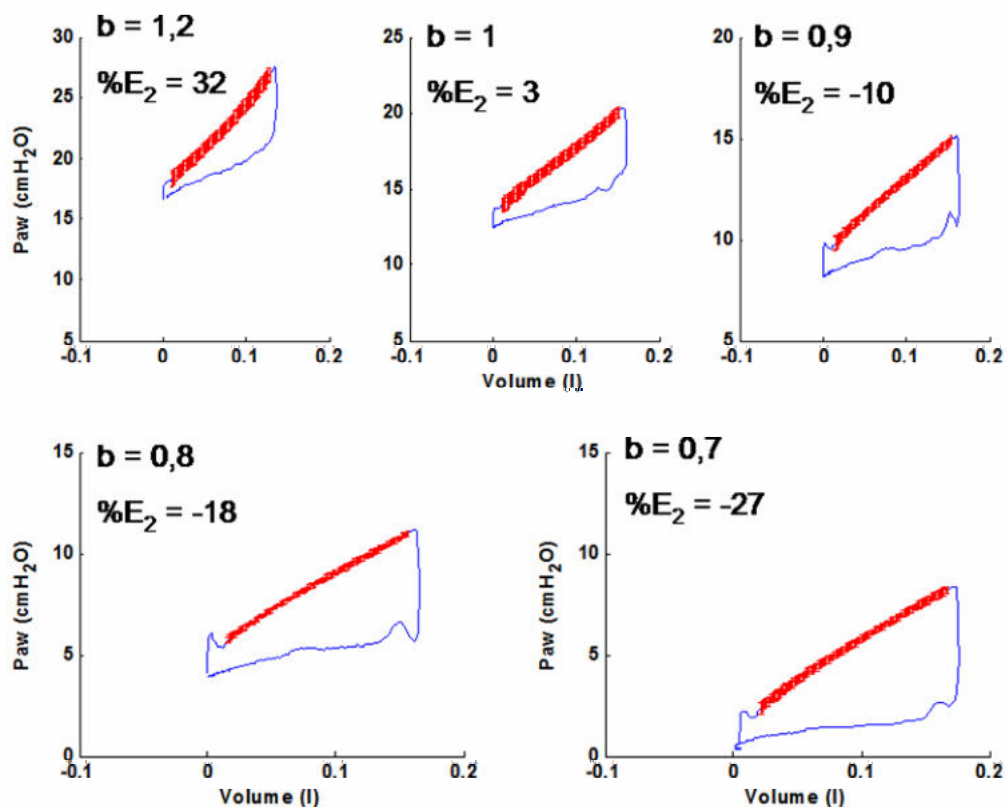 b = 1,2
%E2 = 32
Paw (cmH2O)
30
25
20
15
10
5
-0.1 0 0.1 0.2
b = 1
%E2 = 3
25
20
15
10
5
-0.1 0 0.1 0.2
Volume (l)
b = 0,9
%E2 = -10
20
15
10
5
-0.1 0 0.1 0.2
b = 0,8
%E2 = -18
Paw (cmH2O)
15
10
5
0
-0.1 0 0.1 0.2
Volume (l)
b = 0,7
%E2 = -27
Paw (cmH2O)
15
10
5
0
-0.1 0 0.1 0.2
Volume (l)